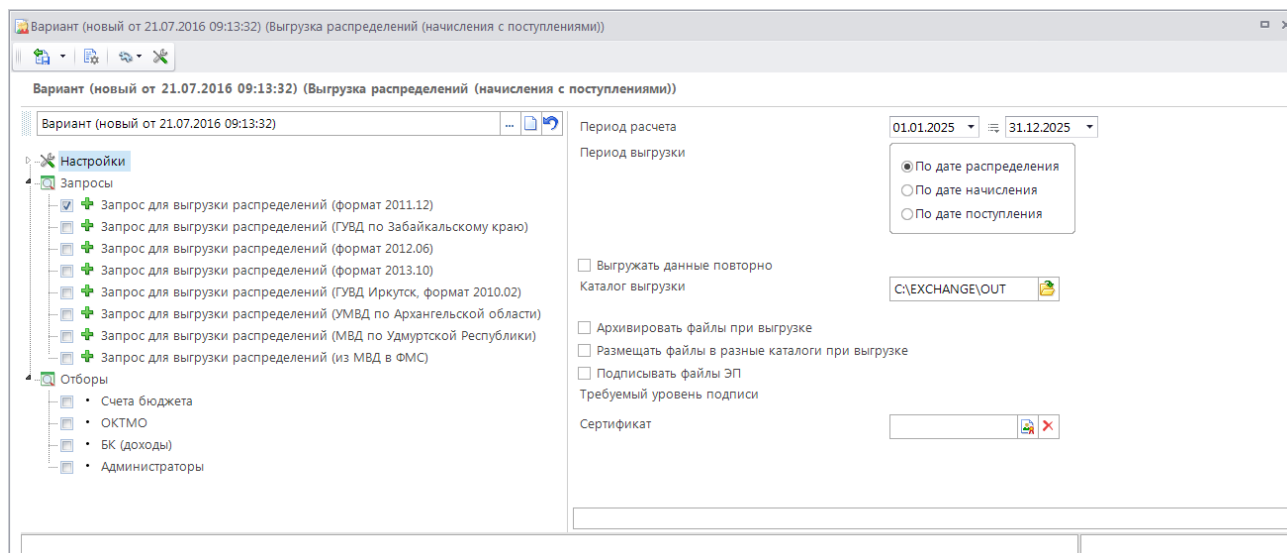 Вариант (новый от 21.07.2016 09:13:32) (Выгрузка распределений (начисления с поступлениями))
Вариант (новый от 21.07.2016 09:13:32) (Выгрузка распределений (начисления с поступлениями))
Вариант (новый от 21.07.2016 09:13:32)
...
Настройки
Запросы
Запрос для выгрузки распределений (формат 2011.12)
Запрос для выгрузки распределений (ГУВД по Забайкальскому краю)
Запрос для выгрузки распределений (формат 2012.06)
Запрос для выгрузки распределений (формат 2013.10)
Запрос для выгрузки распределений (ГУВД Иркутск, формат 2010.02)
Запрос для выгрузки распределений (УМВД по Архангельской области)
Запрос для выгрузки распределений (МВД по Удмуртской Республики)
Запрос для выгрузки распределений (из МВД в ФМС)
Отборы
Счета бюджета
ОКТМО
БК (доходы)
Администраторы
Период расчета 01.01.2025 31.12.2025
Период выгрузки
По дате распределения
По дате начисления
По дате поступления
Выгружать данные повторно
Каталог выгрузки C:\EXCHANGE\OUT
Архивировать файлы при выгрузке
Размещать файлы в разные каталоги при выгрузке
Подписывать файлы ЭП
Требуемый уровень подписи
Сертификат